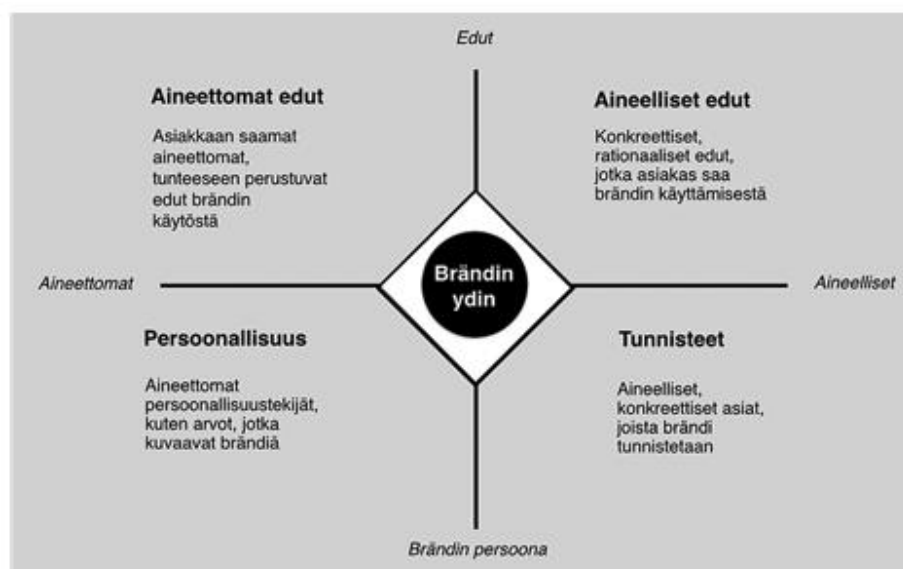 Edut
Aineettomat edut
Asiakkaan saamat
aineettomat,
tunteeseen perustuvat
edut brändin
käytöstä
Aineelliset edut
Konkreettiset,
rationaaliset edut,
jotka asiakas saa
brändin käyttämisestä
Aineettomat
Brändin
ydin
Aineelliset
Persoonallisuus
Aineettomat
persoonallisuustekijät,
kuten arvot, jotka
kuvaavat brändiä
Tunnisteet
Aineelliset,
konkreettiset asiat,
joista brändi
tunnistetaan
Brändin persoona